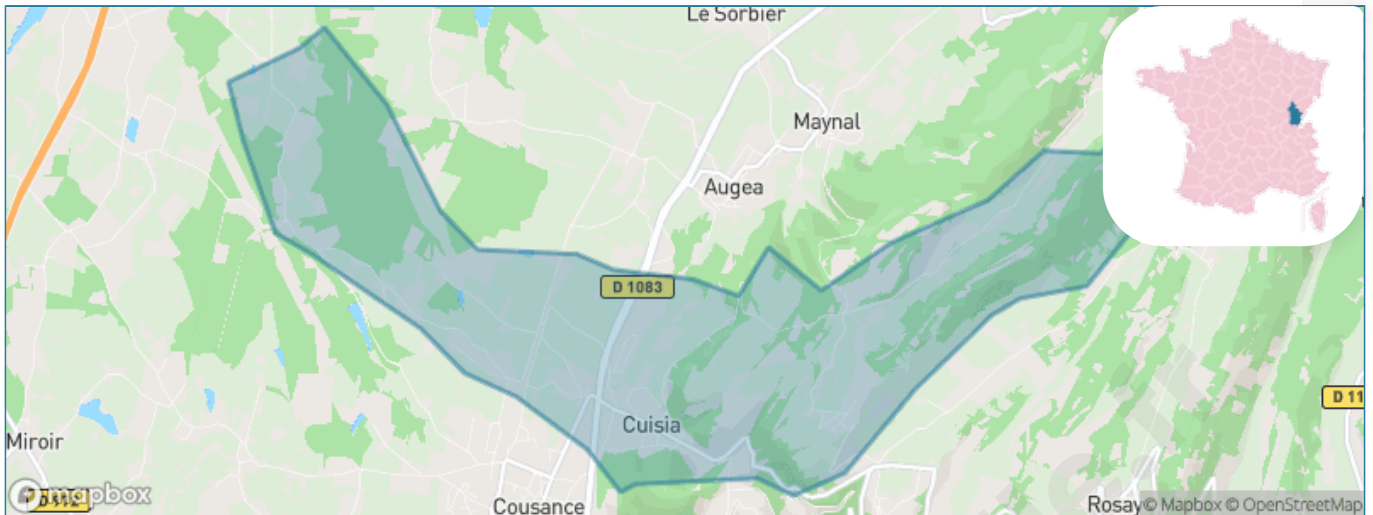 Le Sorbier
Maynal
Augea
D 1083
D 11
Cuisia
Miroir
mapbox
Cousance
Rosay
© Mapbox © OpenStreetMap